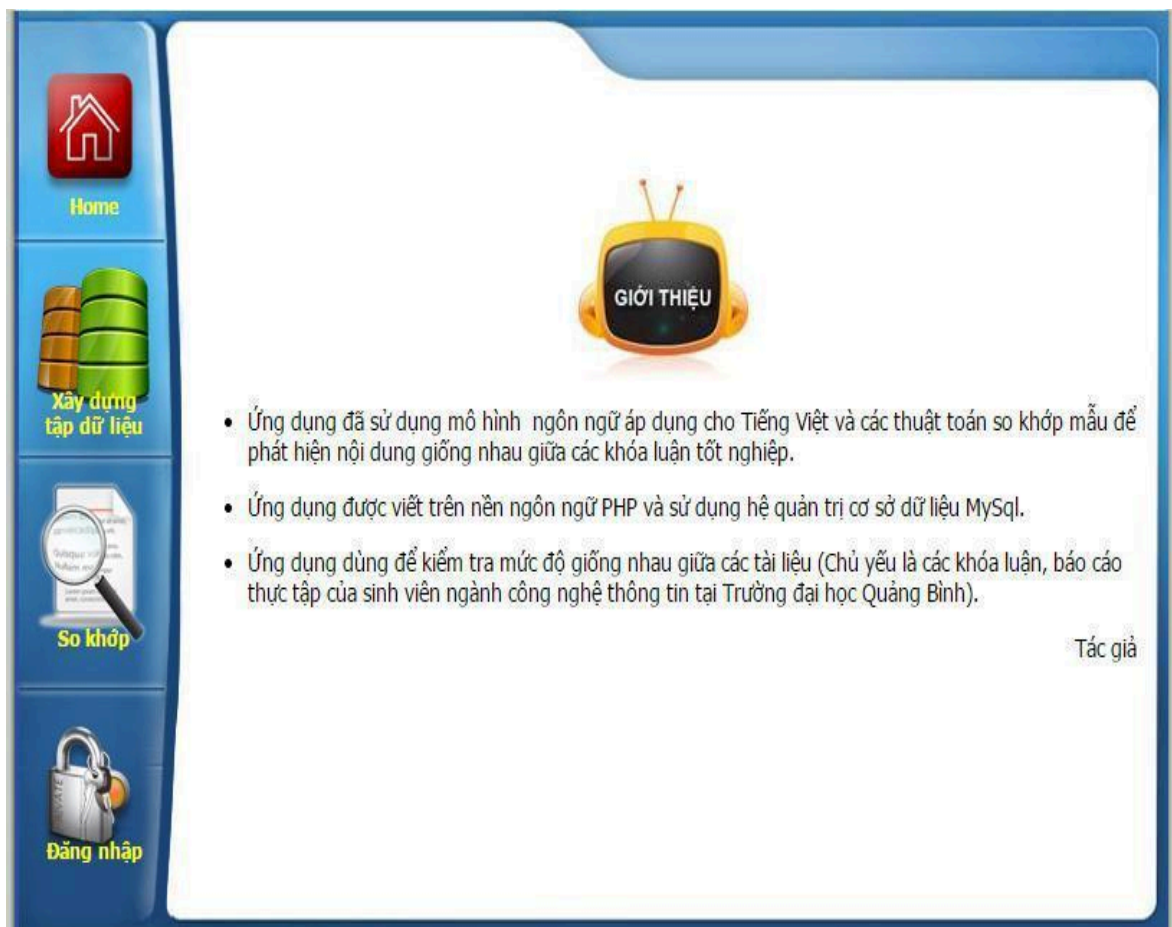 Home
Xây dựng
tập dữ liệu
So khớp
PRIVATE
Đăng nhập
GIỚI THIỆU
• Ứng dụng đã sử dụng mô hình ngôn ngữ áp dụng cho Tiếng Việt và các thuật toán so khớp mẫu để
phát hiện nội dung giống nhau giữa các khóa luận tốt nghiệp.
• Ứng dụng được viết trên nền ngôn ngữ PHP và sử dụng hệ quản trị cơ sở dữ liệu MySql.
• Ứng dụng dùng để kiểm tra mức độ giống nhau giữa các tài liệu (Chủ yếu là các khóa luận, báo cáo
thực tập của sinh viên ngành công nghệ thông tin tại Trường đại học Quảng Bình).
Tác giả